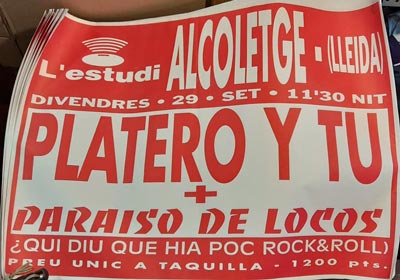 L'estudi ALCOLETGE - (LLEIDA)
DIVENDRES • 29 • SET • 11'30 NIT
PLATERO Y TU
+
PARAISO DE LOCOS
¿QUI DIU QUE HIA POC ROCK&ROLL)
PREU UNIC A TAQUILLA - 1200 Pts.